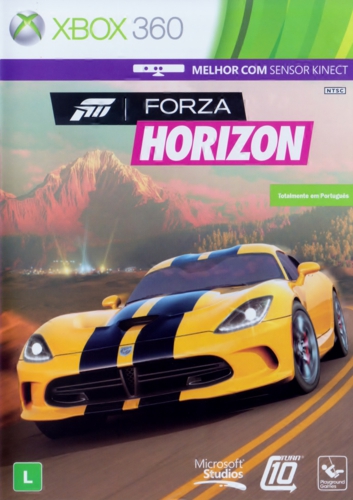 XBOX 360
MELHOR COM SENSOR KINECT
NTSC
FORZA
HORIZON
Totalmente em Português
L
Microsoft Studios
TURN 10
Playground Games